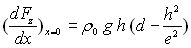 (dF_z/dx)_{x=0} = ρ_0 g h (d − h²/e²)